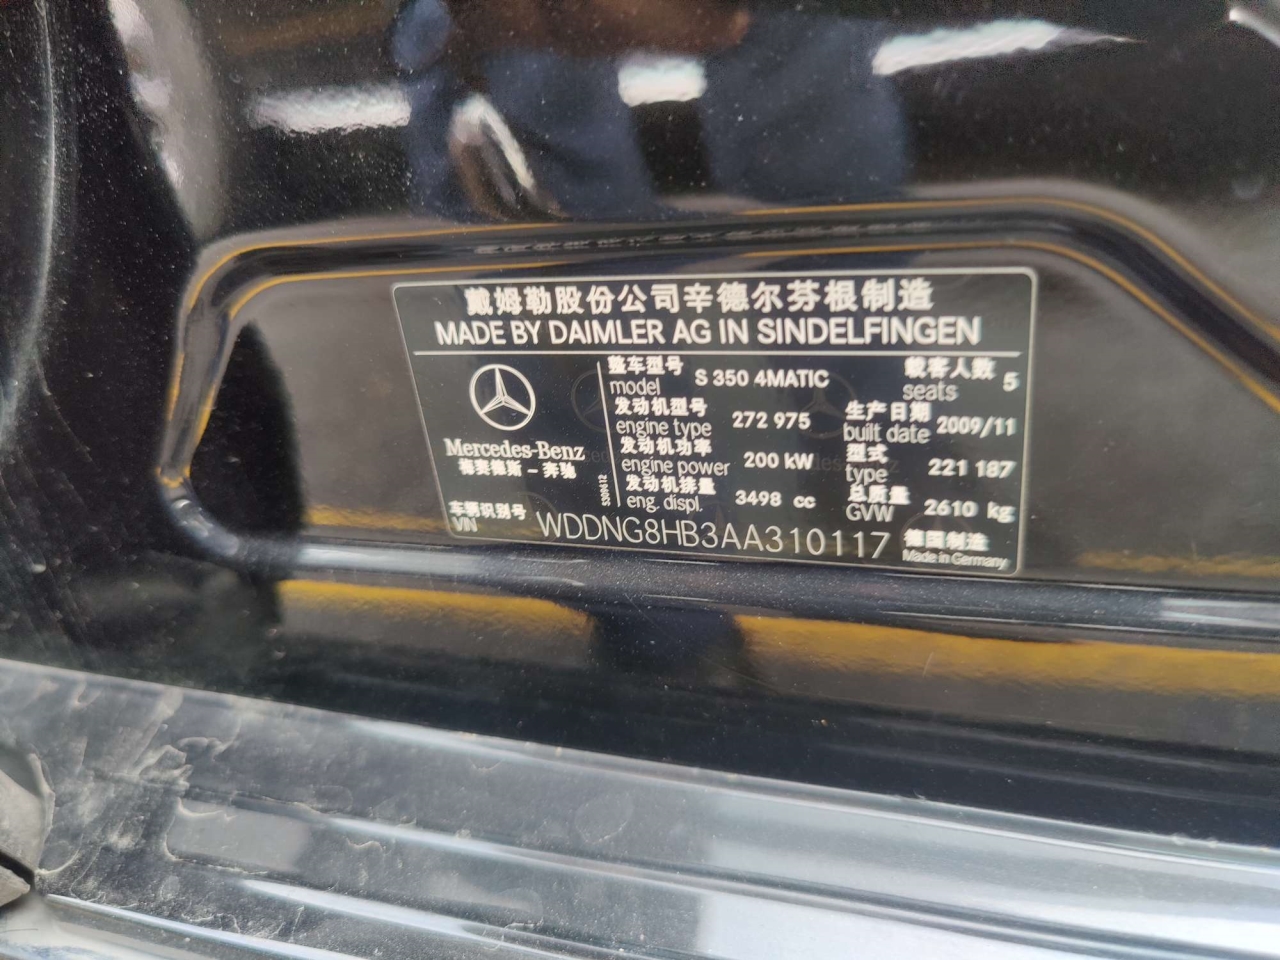 戴姆勒股份公司辛德尔芬根制造
MADE BY DAIMLER AG IN SINDELFINGEN
整车型号 载客人数
model S 350 4MATIC seats 5
发动机型号 生产日期
engine type 272 975 built date 2009/11
发动机功率 型式
engine power 200 kW type 221 187
发动机排量 总质量
eng. displ. 3498 cc GVW 2610 kg
Mercedes-Benz
梅赛德斯－奔驰
车辆识别号
VIN WDDNG8HB3AA310117
德国制造
Made in Germany